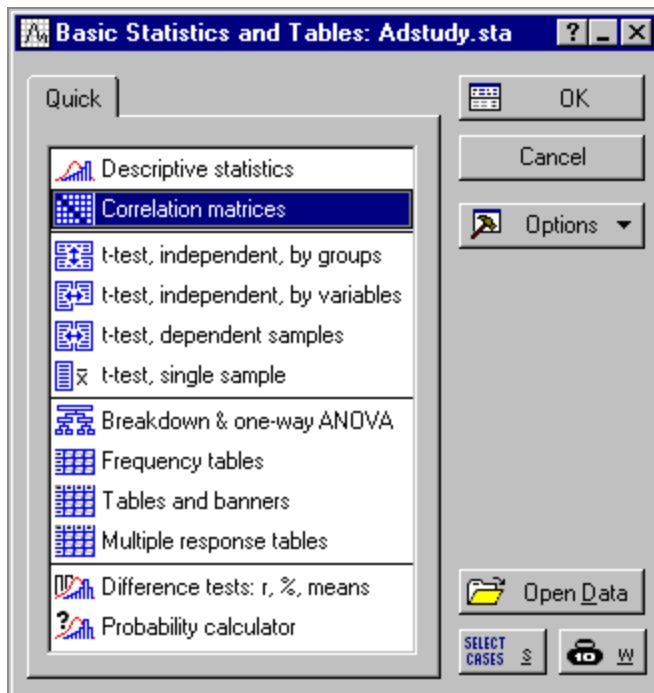 Basic Statistics and Tables: Adstudy.sta
Quick
Descriptive statistics
Correlation matrices
t-test, independent, by groups
t-test, independent, by variables
t-test, dependent samples
t-test, single sample
Breakdown & one-way ANOVA
Frequency tables
Tables and banners
Multiple response tables
Difference tests: r, %, means
Probability calculator
OK
Cancel
Options
Open Data
SELECT
CASES S
10 W